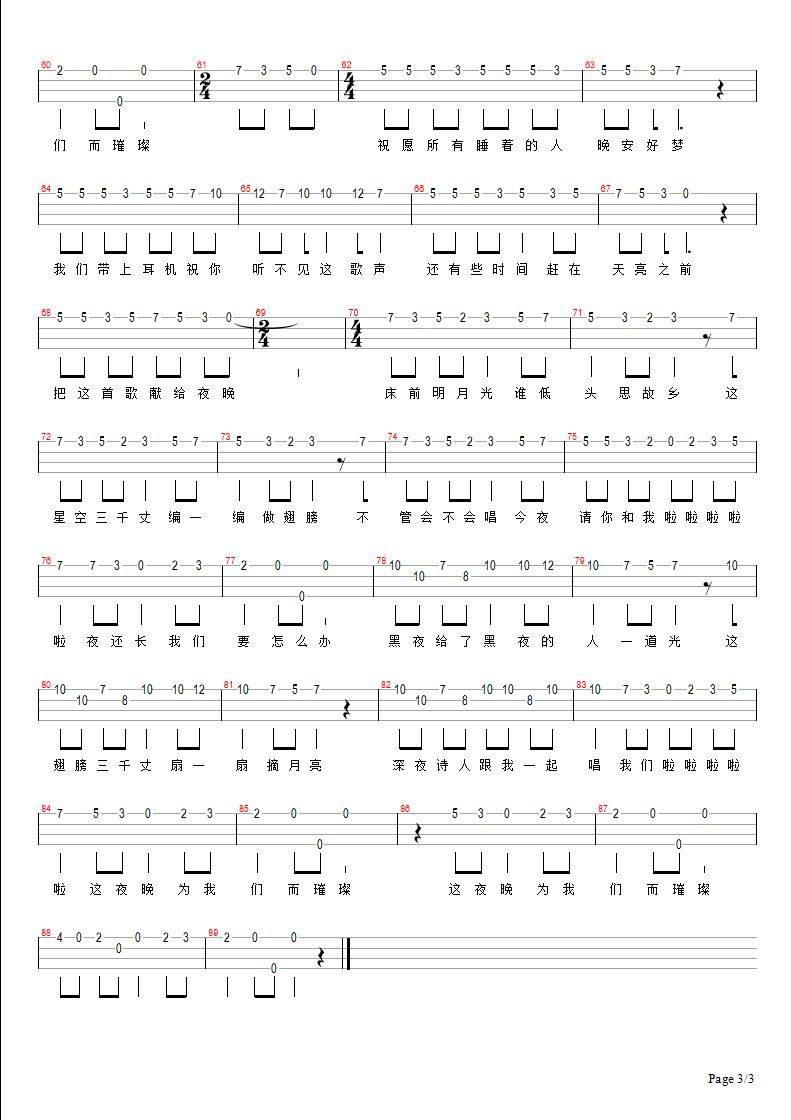 60 61 62 63
2 0 0 0 2 4 7 3 5 0 4 4 5 5 5 3 5 5 5 3 5 5 3 7
们 而 璀 璨 祝 愿 所 有 睡 着 的 人 晚 安 好 梦
64 65 66 67
5 5 5 3 5 5 7 10 12 7 10 10 12 7 5 5 5 3 5 3 5 7 5 3 0
我 们 带 上 耳 机 祝 你 听 不 见 这 歌 声 还 有 些 时 间 赶 在 天 亮 之 前
68 69 70 71
5 5 3 5 7 5 3 0 2 4 4 4 7 3 5 2 3 5 7 5 3 2 3 7
把 这 首 歌 献 给 夜 晚 床 前 明 月 光 谁 低 头 思 故 乡 这
72 73 74 75
7 3 5 2 3 5 7 5 3 2 3 7 7 3 5 2 3 5 7 5 5 3 2 0 2 3 5
星 空 三 千 丈 编 一 编 做 翅 膀 不 管 会 不 会 唱 今 夜 请 你 和 我 啦 啦 啦 啦
76 77 78 79
7 7 3 0 2 3 2 0 0 0 10 10 7 8 10 10 12 10 7 5 7 10
啦 夜 还 长 我 们 要 怎 么 办 黑 夜 给 了 黑 夜 的 人 一 道 光 这
80 81 82 83
10 10 7 8 10 10 12 10 7 5 7 10 10 7 8 10 10 8 10 10 7 3 0 2 3 5
翅 膀 三 千 丈 扇 一 扇 摘 月 亮 深 夜 诗 人 跟 我 一 起 唱 我 们 啦 啦 啦 啦
84 85 86 87
7 5 3 0 2 3 2 0 0 0 5 3 0 2 3 2 0 0 0
啦 这 夜 晚 为 我 们 而 璀 璨 这 夜 晚 为 我 们 而 璀 璨
88 89
4 0 2 0 0 2 3 2 0 0 0
Page 3/3